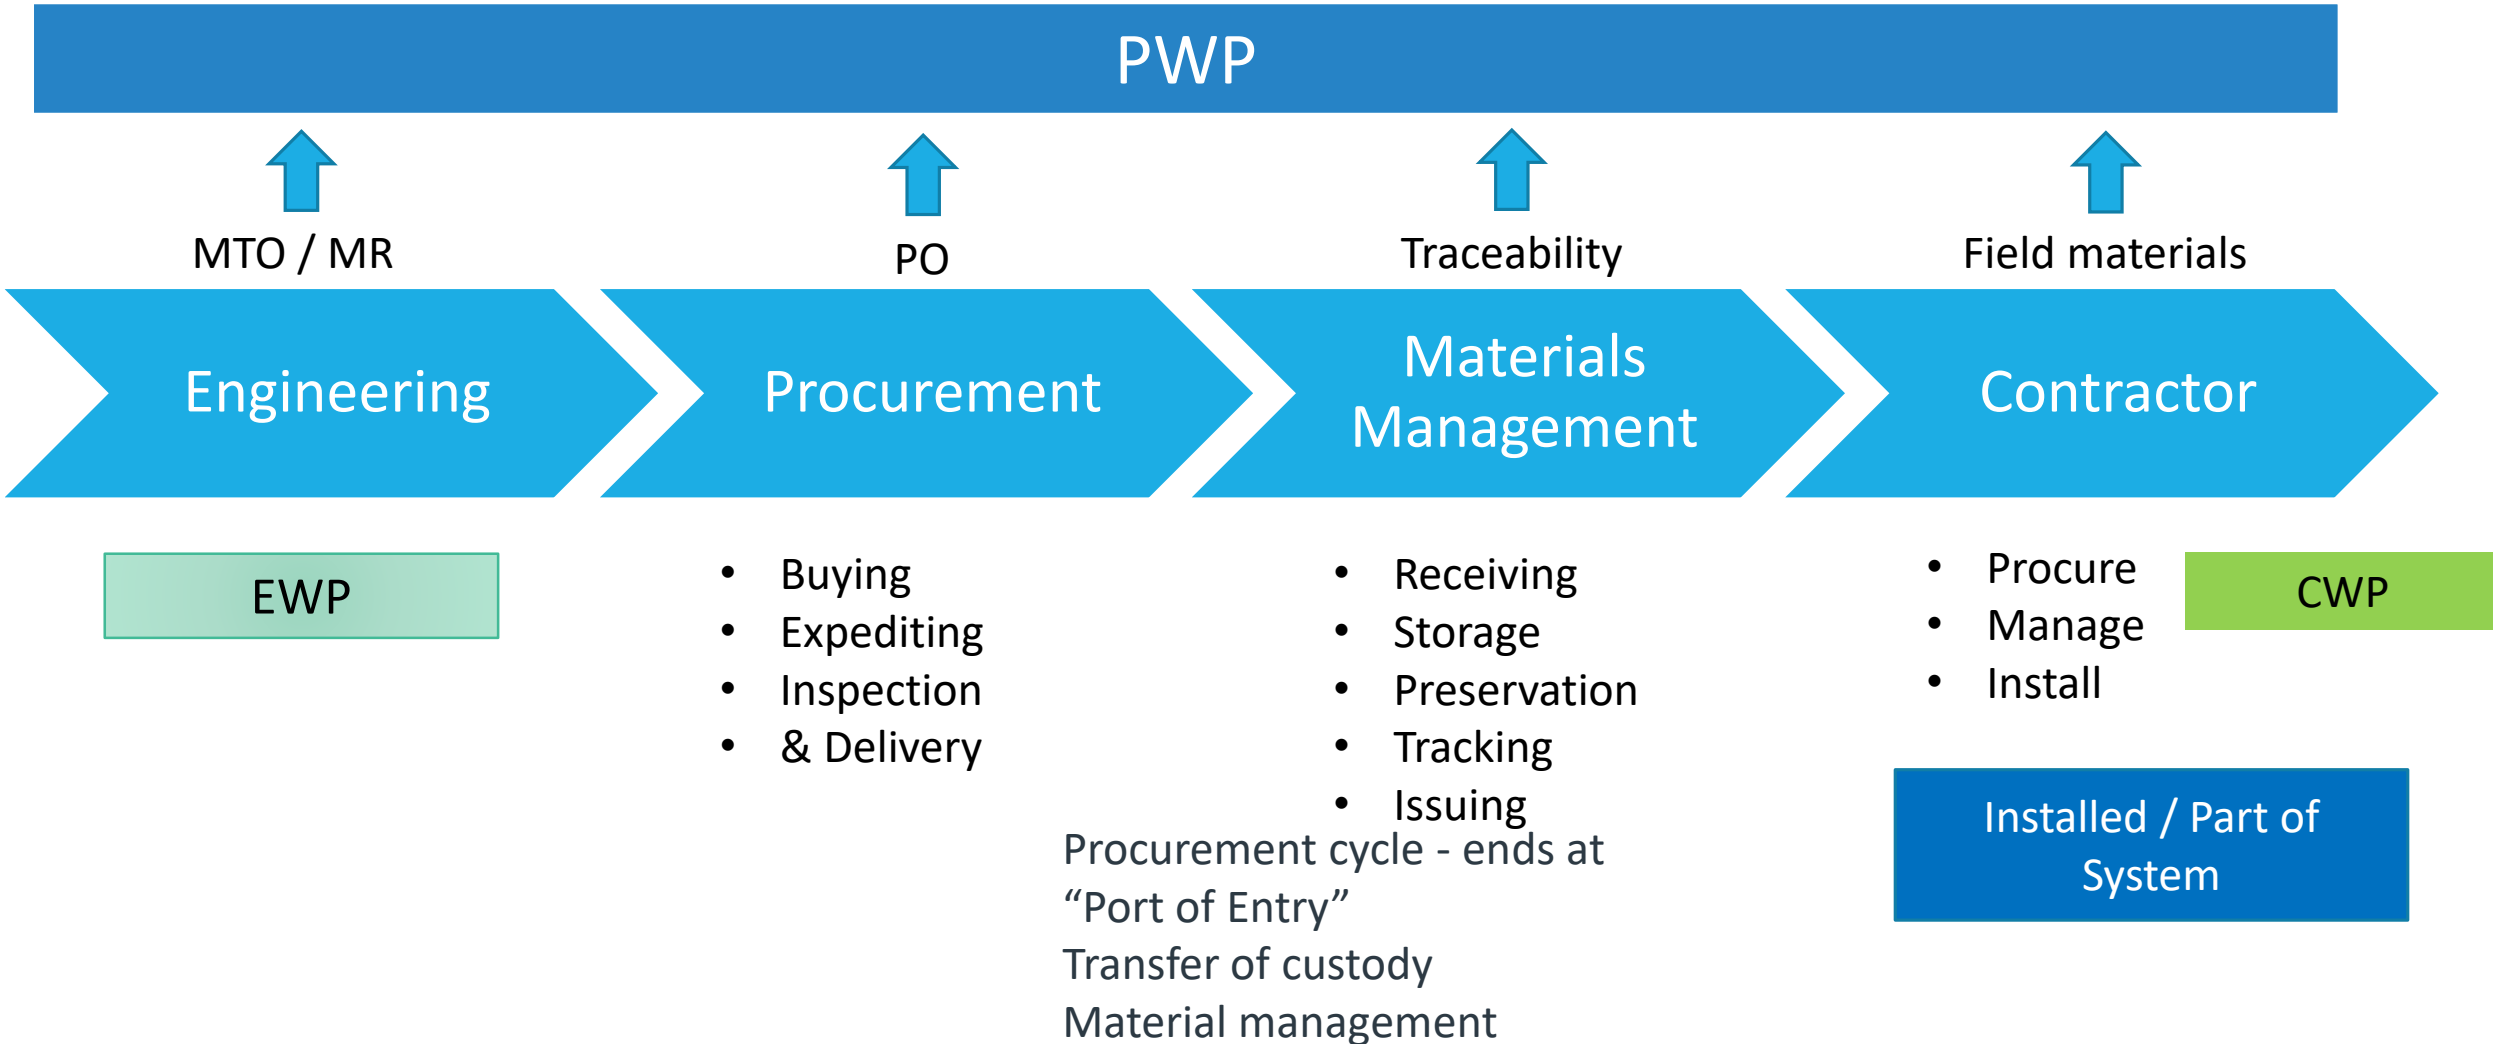 PWP
MTO / MR
PO
Traceability
Field materials
Engineering
Procurement
Materials
Management
Contractor
EWP
• Buying
• Expediting
• Inspection
• & Delivery
• Receiving
• Storage
• Preservation
• Tracking
• Issuing
Procurement cycle - ends at
“Port of Entry”
Transfer of custody
Material management
• Procure
• Manage
• Install
CWP
Installed / Part of
System